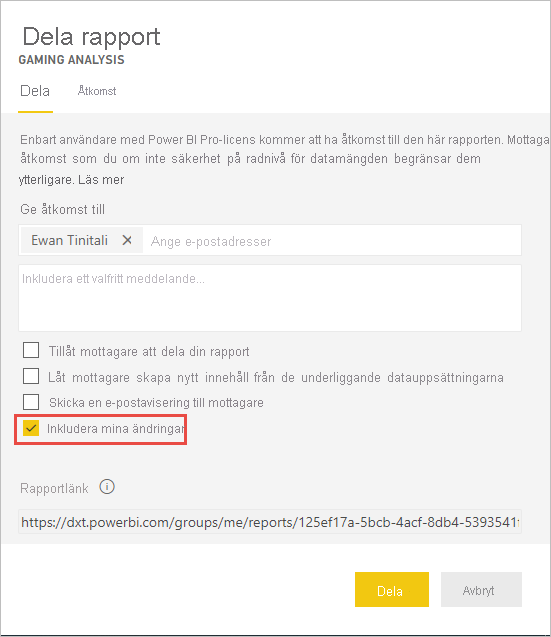 Dela rapport
GAMING ANALYSIS
Dela Åtkomst
Enbart användare med Power BI Pro-licens kommer att ha åtkomst till den här rapporten. Mottaga
åtkomst som du om inte säkerhet på radnivå för datamängden begränsar dem
ytterligare. Läs mer
Ge åtkomst till
Ewan Tinitali Ange e-postadresser
Inkludera ett valfritt meddelande...
Tillåt mottagare att dela din rapport
Låt mottagare skapa nytt innehåll från de underliggande datauppsättningarna
Skicka en e-postavisering till mottagare
Inkludera mina ändringar
Rapportlänk
https://dxt.powerbi.com/groups/me/reports/125ef17a-5bcb-4acf-8db4-5393541f
Dela Avbryt